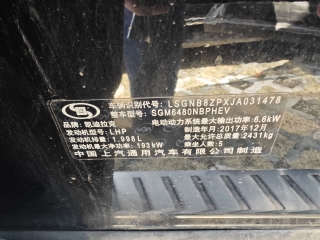 车辆识别代号: LSGNB8ZPXJA031478
整车型号: SGM6480NBPHEV
品牌: 凯迪拉克
电动动力系统最大输出功率: 6.6kW
发动机型号: LHP
制造年月: 2017年12月
发动机排量: 1.998L
最大允许总质量: 2431kg
发动机最大净功率: 193kW
乘坐人数: 5
中国上汽通用汽车有限公司制造